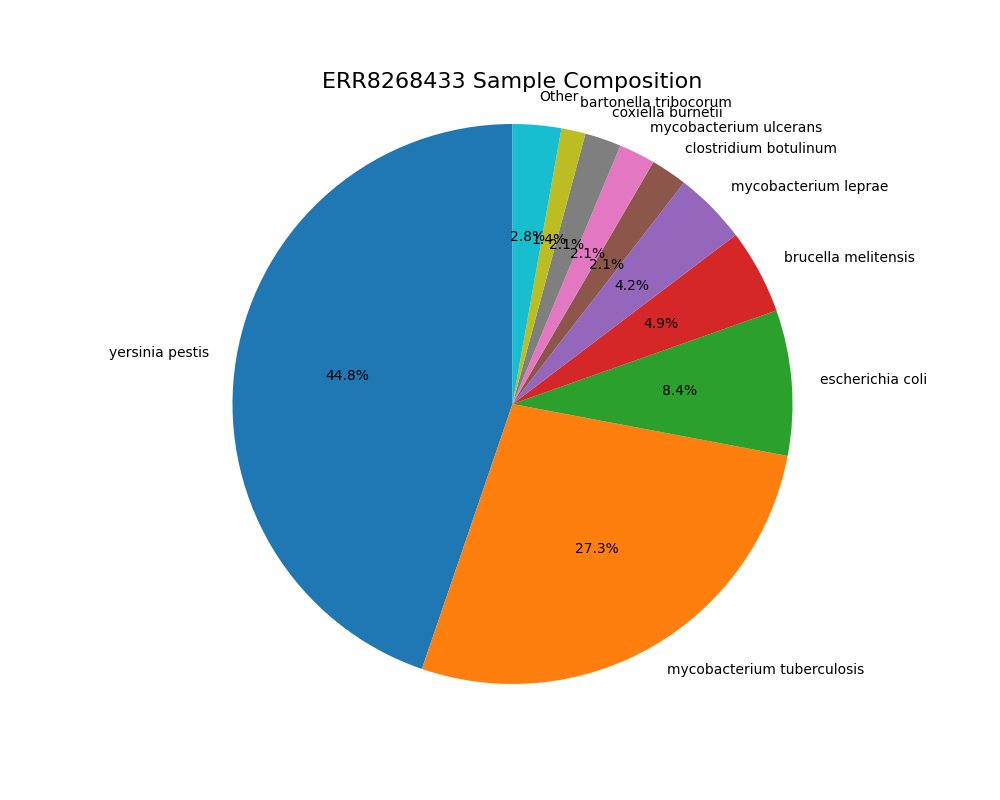 ERR8268433 Sample Composition
Other
bartonella tribocorum
coxiella burnetii
mycobacterium ulcerans
clostridium botulinum
mycobacterium leprae
brucella melitensis
escherichia coli
mycobacterium tuberculosis
yersinia pestis
2.8%
1.4%
2.1%
2.1%
2.1%
4.2%
4.9%
8.4%
27.3%
44.8%